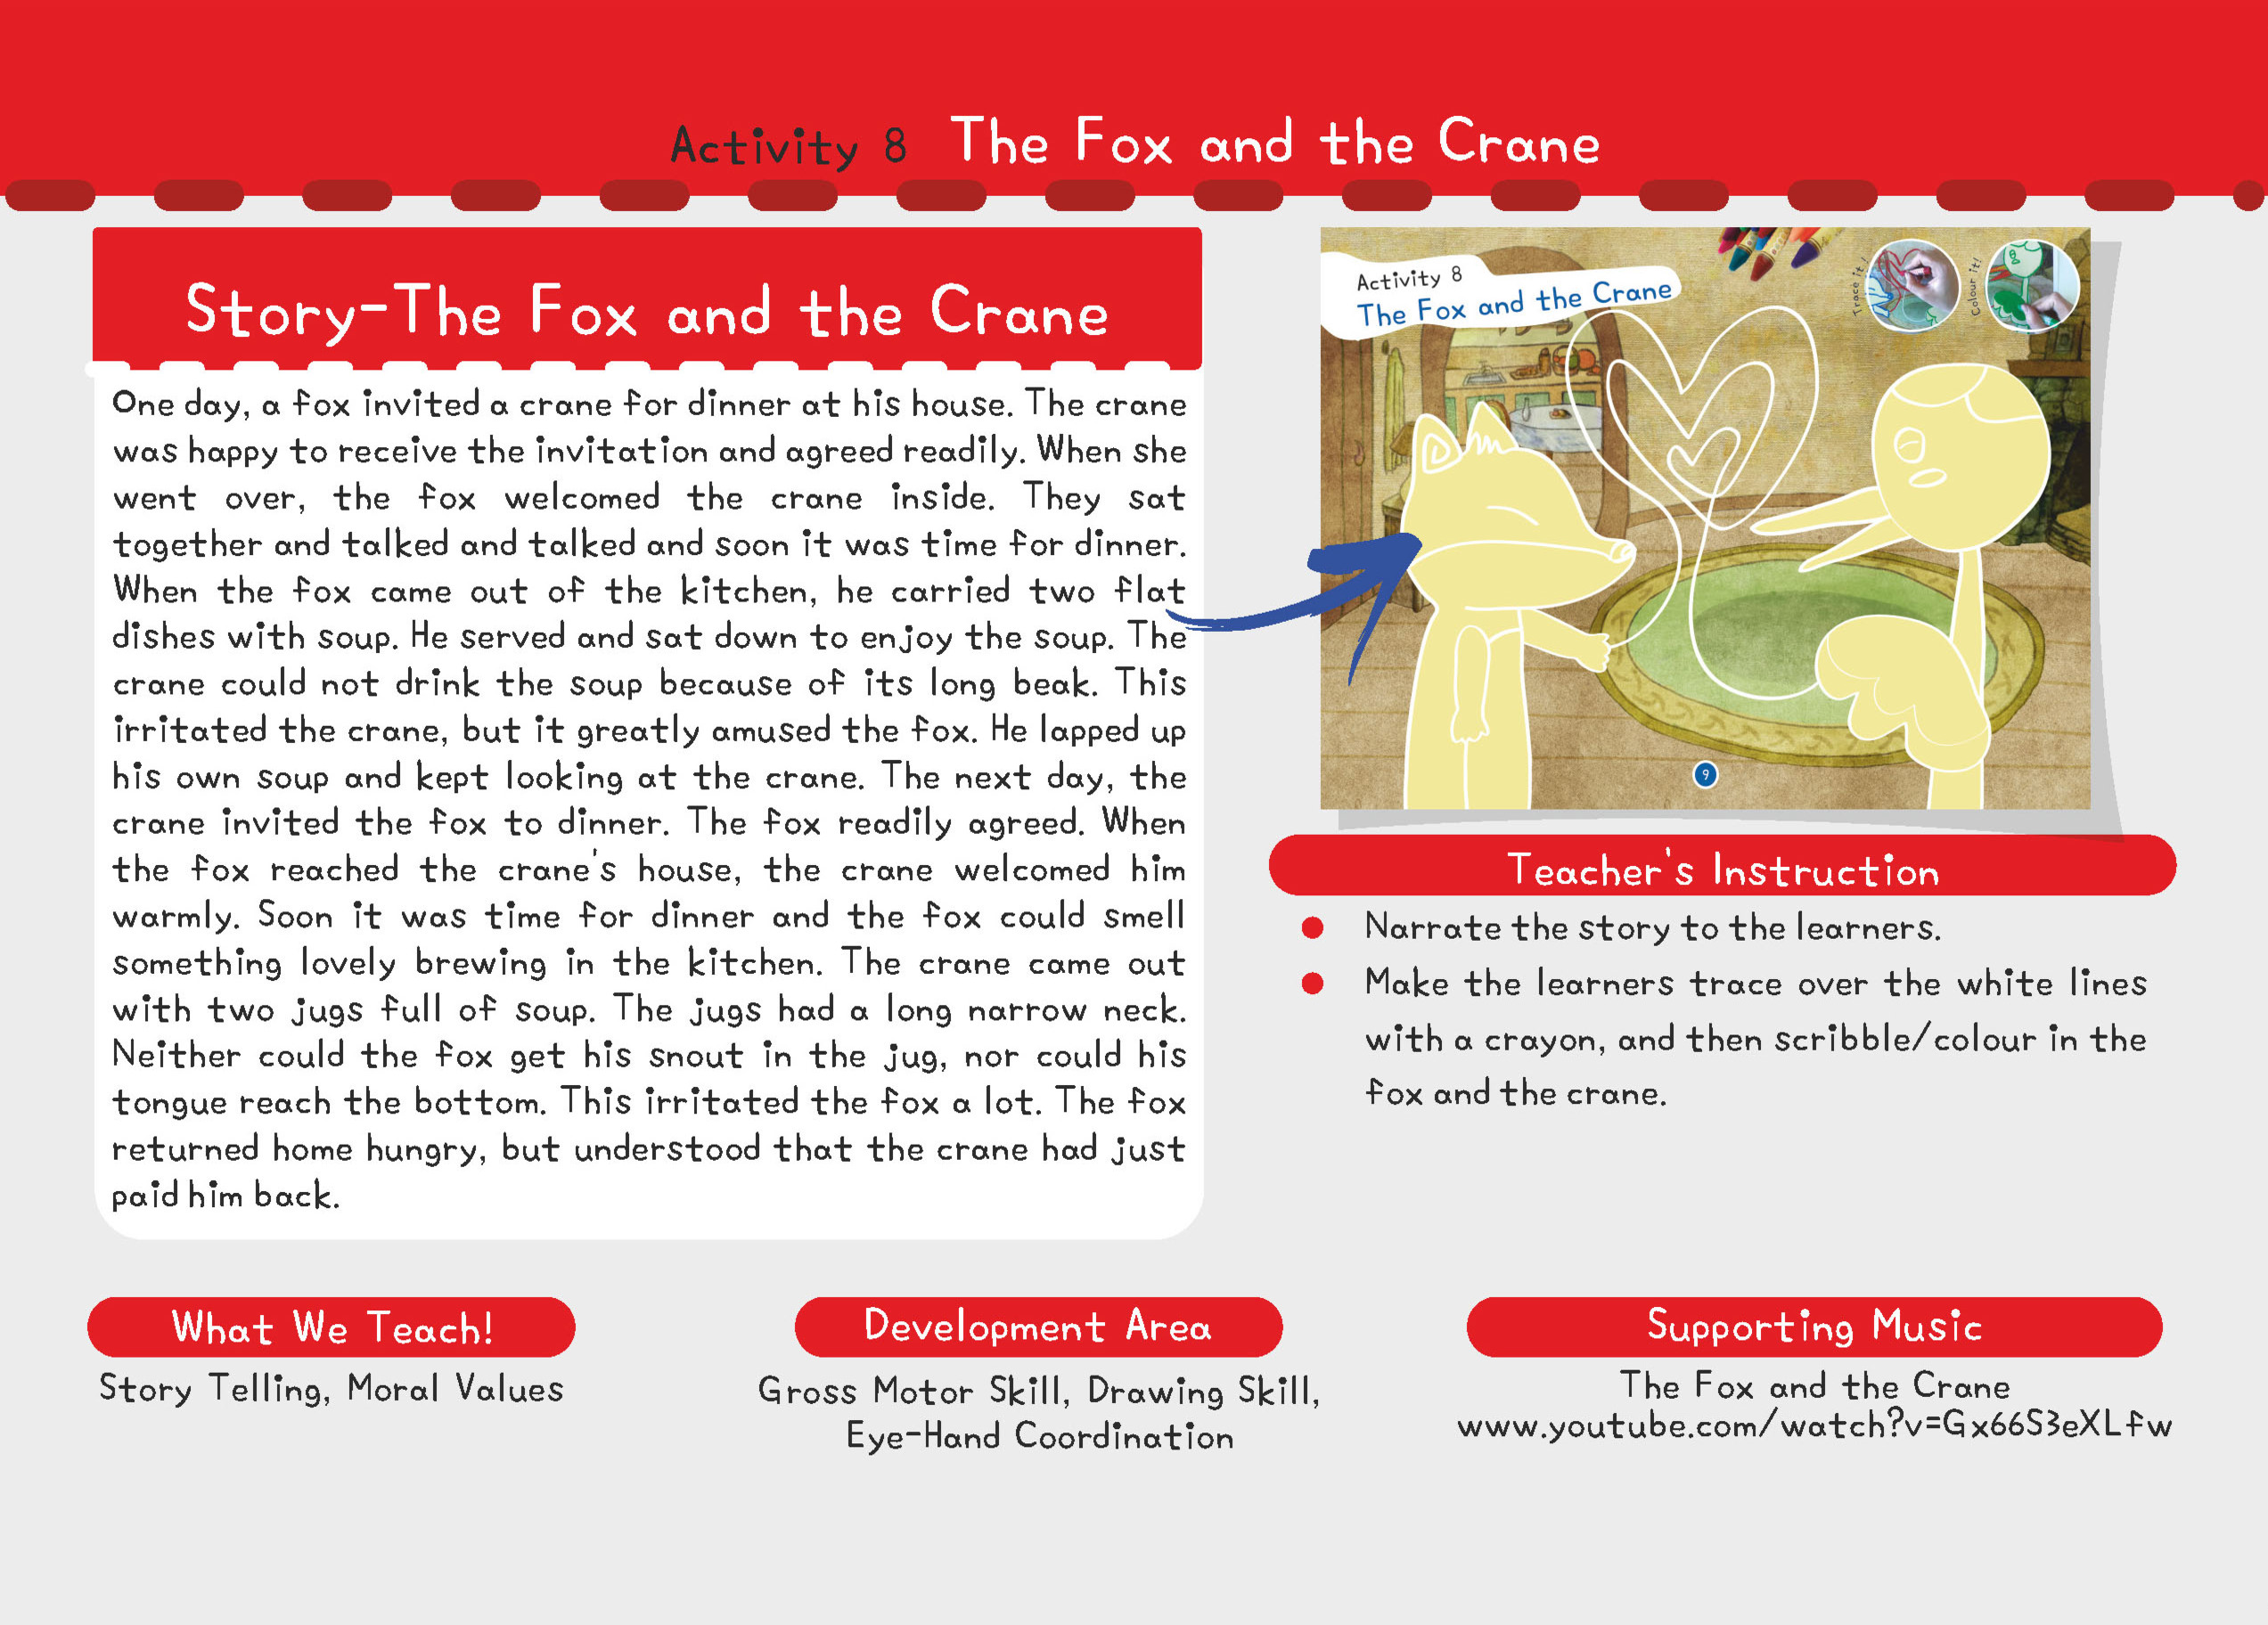 Activity 8 The Fox and the Crane
Story-The Fox and the Crane
One day, a fox invited a crane for dinner at his house. The crane
was happy to receive the invitation and agreed readily. When she
went over, the fox welcomed the crane inside. They sat
together and talked and talked and soon it was time for dinner.
When the fox came out of the kitchen, he carried two flat
dishes with soup. He served and sat down to enjoy the soup. The
crane could not drink the soup because of its long beak. This
irritated the crane, but it greatly amused the fox. He lapped up
his own soup and kept looking at the crane. The next day, the
crane invited the fox to dinner. The fox readily agreed. When
the fox reached the crane's house, the crane welcomed him
warmly. Soon it was time for dinner and the fox could smell
something lovely brewing in the kitchen. The crane came out
with two jugs full of soup. The jugs had a long narrow neck.
Neither could the fox get his snout in the jug, nor could his
tongue reach the bottom. This irritated the fox a lot. The fox
returned home hungry, but understood that the crane had just
paid him back.
Activity 8
The Fox and the Crane
Trace it!
Colour it!
9
Teacher's Instruction
Narrate the story to the learners.
Make the learners trace over the white lines
with a crayon, and then scribble/colour in the
fox and the crane.
What We Teach!
Story Telling, Moral Values
Development Area
Gross Motor Skill, Drawing Skill,
Eye-Hand Coordination
Supporting Music
The Fox and the Crane
www.youtube.com/watch?v=Gx66S3eXLfw